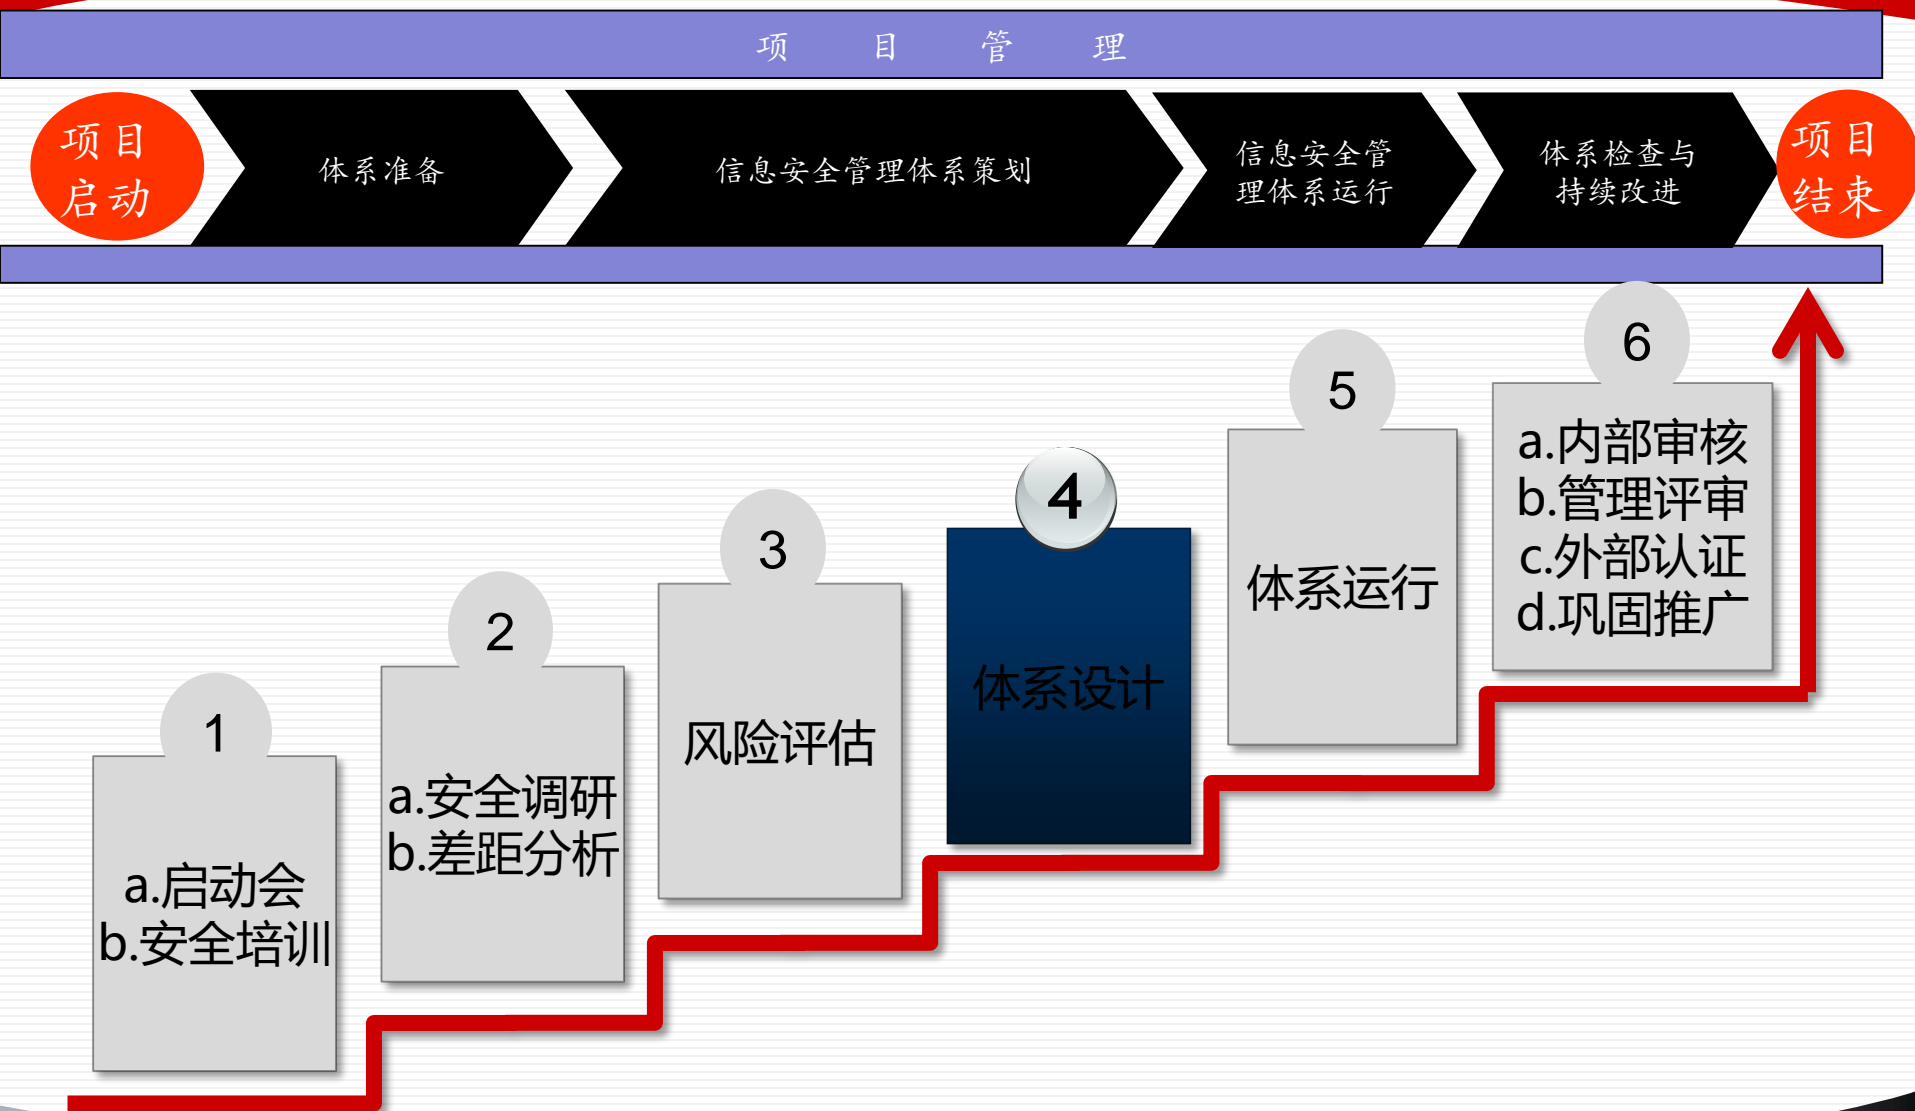 项 目 管 理
项目
启动
体系准备
信息安全管理体系策划
信息安全管
理体系运行
体系检查与
持续改进
项目
结束
1
a.启动会
b.安全培训
2
a.安全调研
b.差距分析
3
风险评估
4
体系设计
5
体系运行
6
a.内部审核
b.管理评审
c.外部认证
d.巩固推广